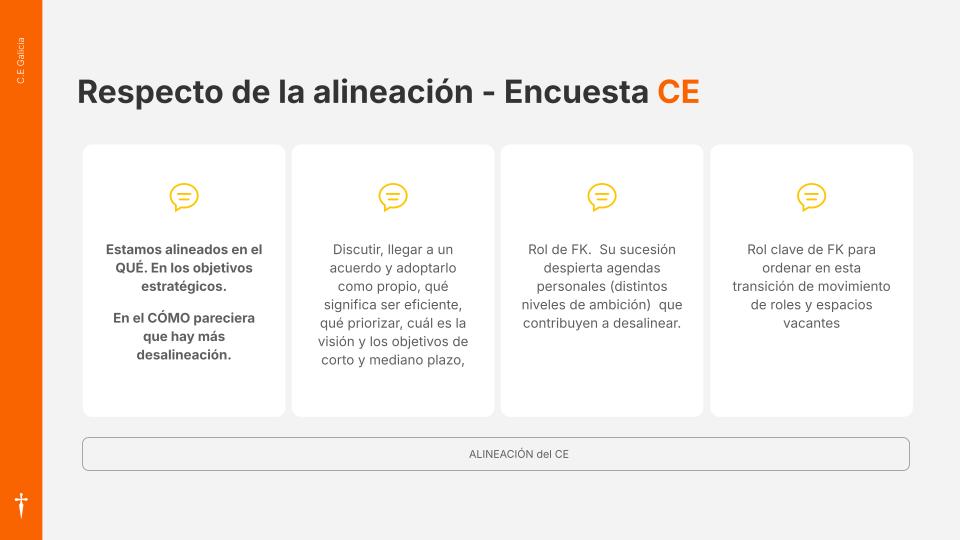 C.E Galicia
Respecto de la alineación - Encuesta CE
Estamos alineados en el
QUÉ. En los objetivos
estratégicos.
En el CÓMO pareciera
que hay más
desalineación.
Discutir, llegar a un
acuerdo y adoptarlo
como propio, qué
significa ser eficiente,
qué priorizar, cuál es la
visión y los objetivos de
corto y mediano plazo,
Rol de FK.  Su sucesión
despierta agendas
personales (distintos
niveles de ambición)  que
contribuyen a desalinear.
Rol clave de FK para
ordenar en esta
transición de movimiento
de roles y espacios
vacantes
ALINEACIÓN del CE